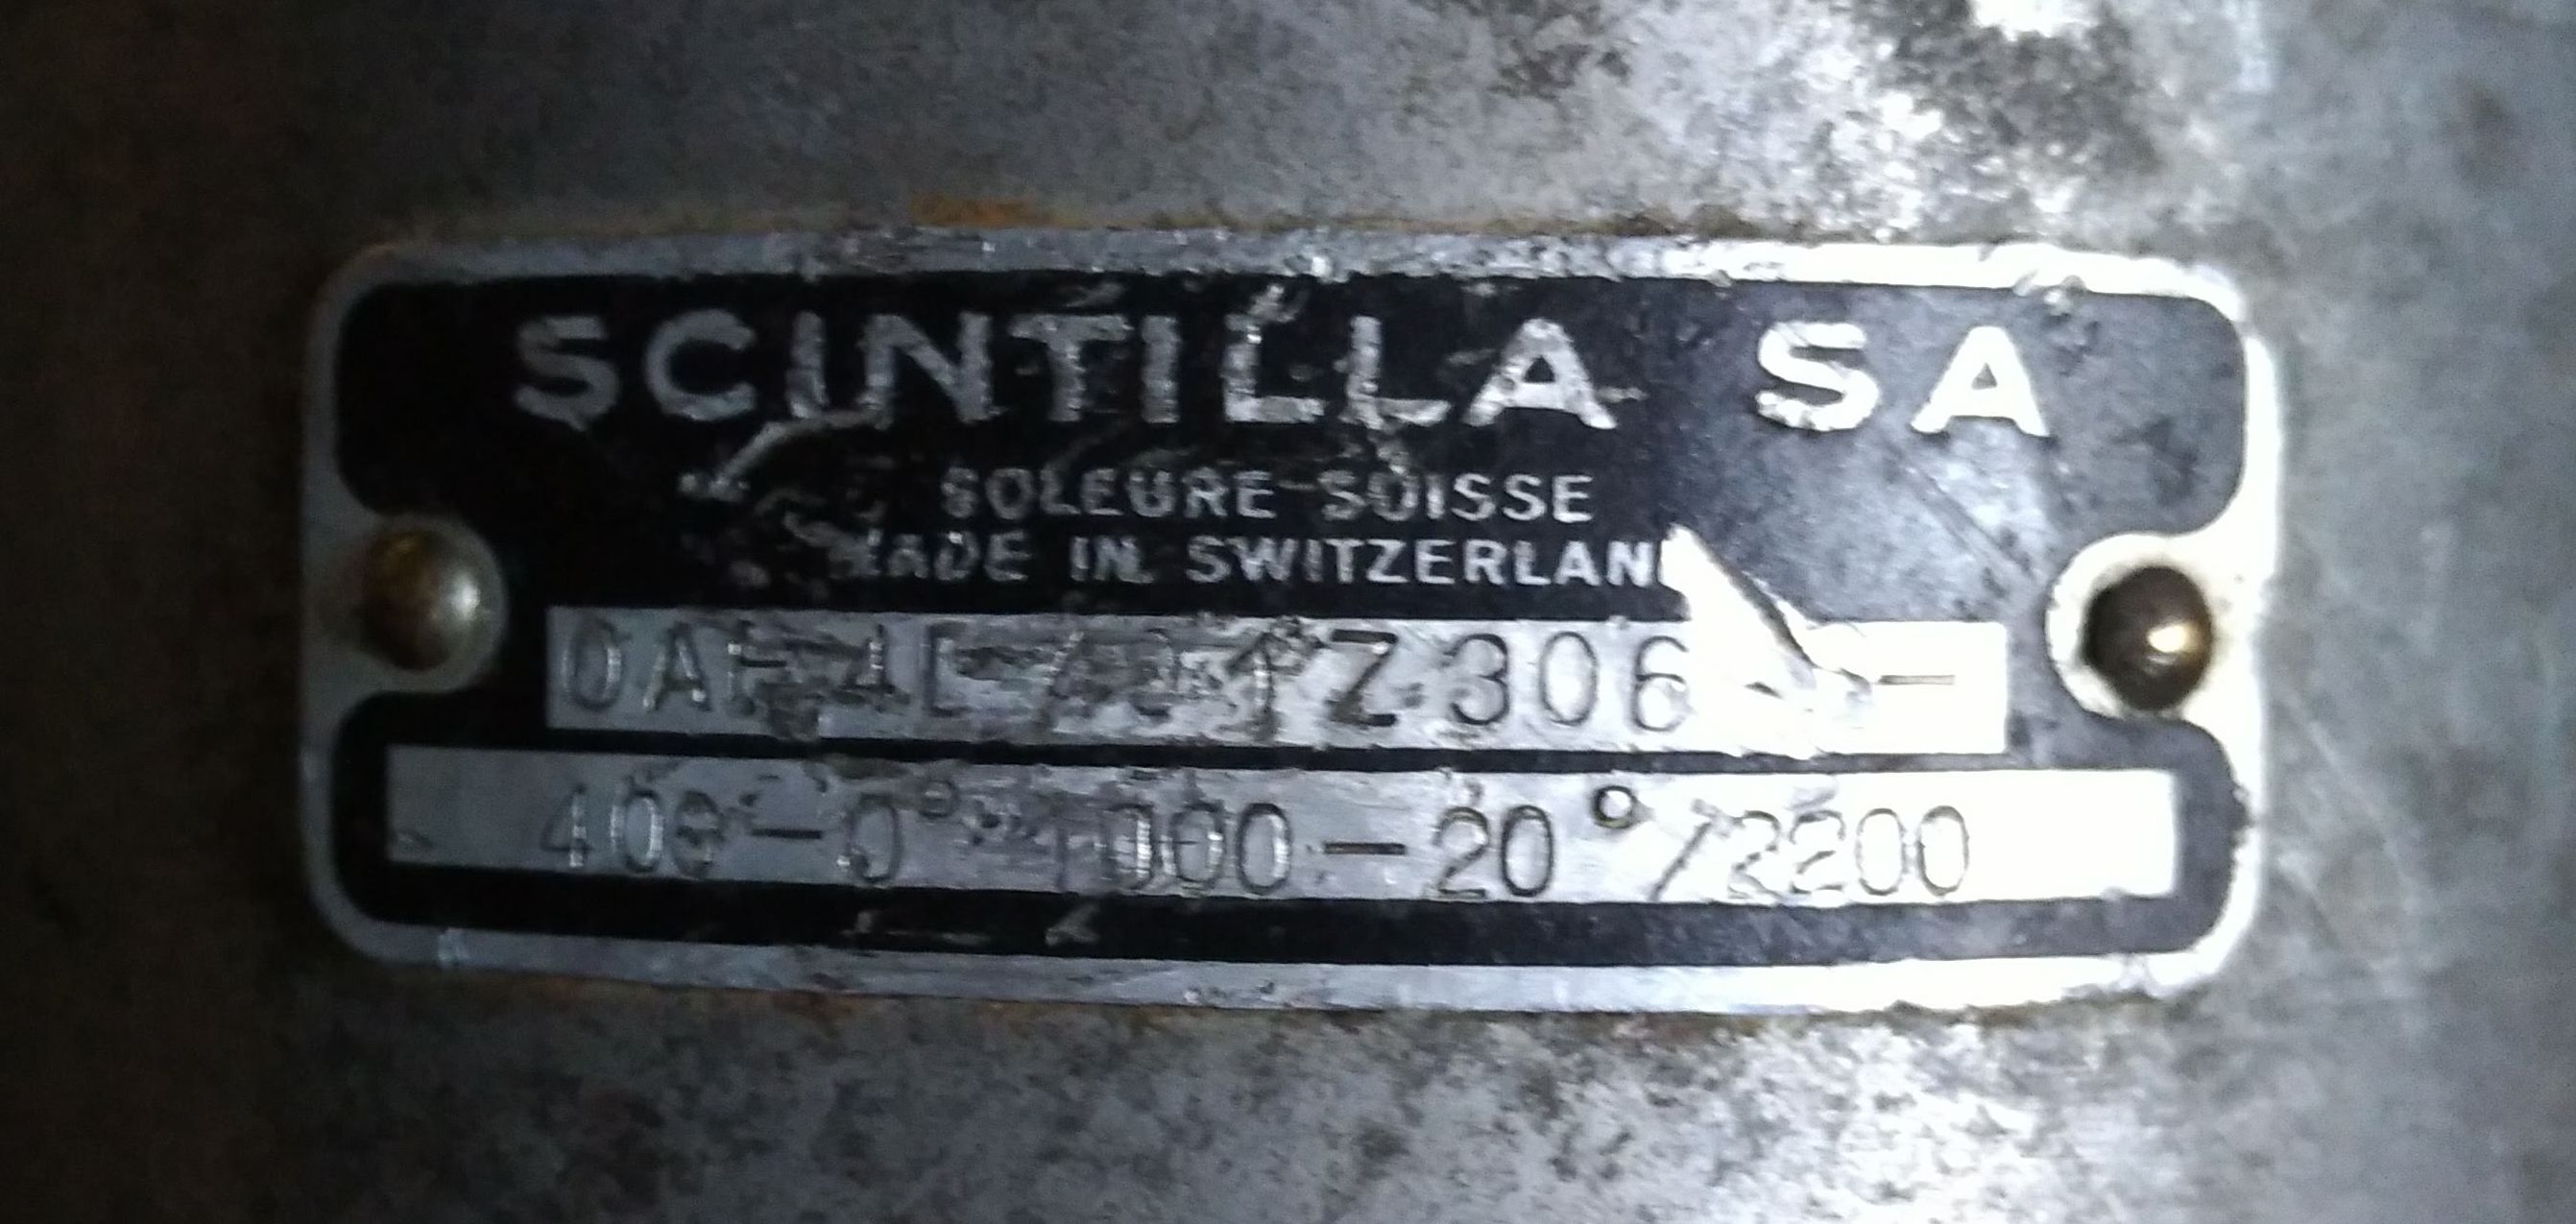 SCINTILLA SA
SOLEURE SUISSE
MADE IN SWITZERLAND
Z 306
400-0° 1000-20°/2200